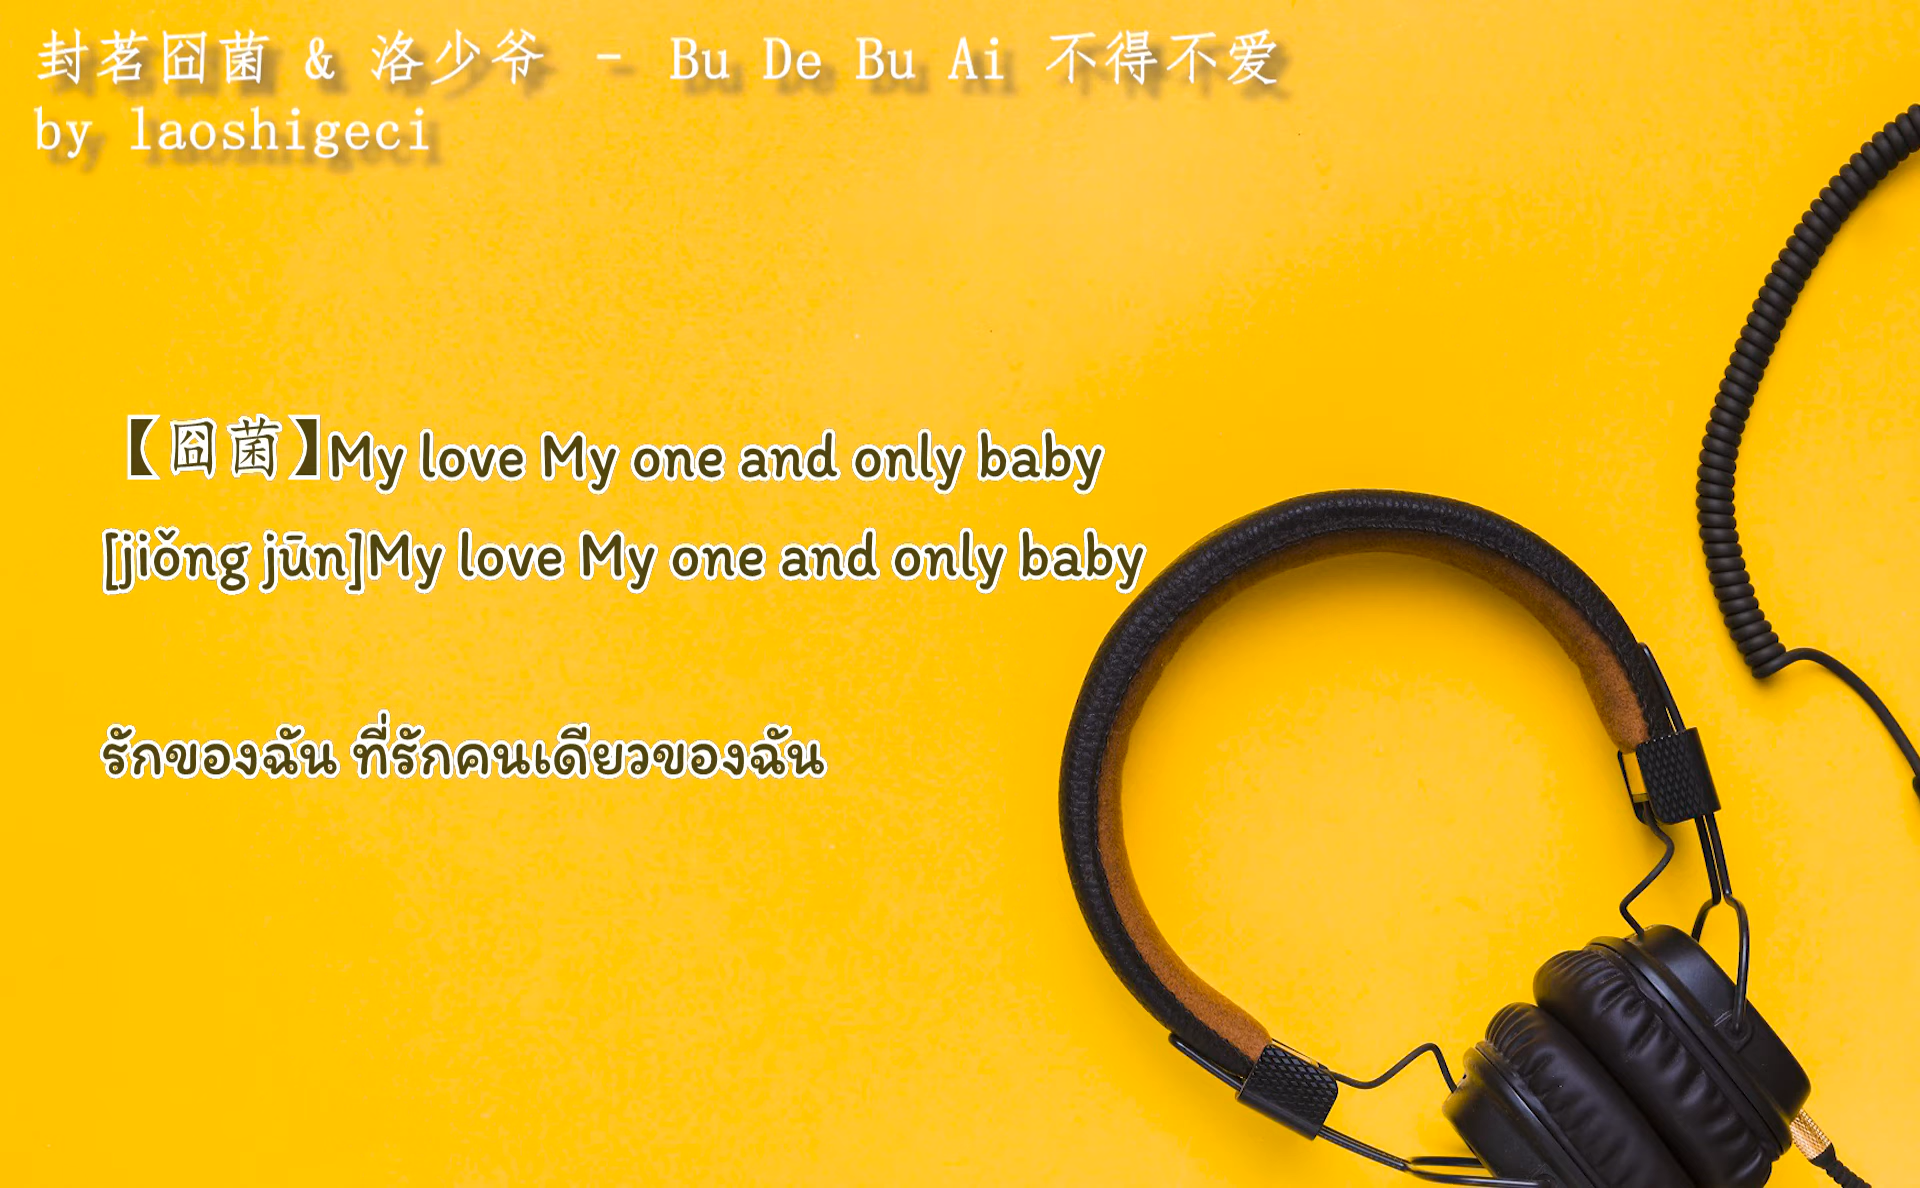 封茗囧菌 & 洛少爷 - Bu De Bu Ai 不得不爱
by laoshigeci
【囧菌】My love My one and only baby
[jiǒng jūn]My love My one and only baby
รักของฉัน ที่รักคนเดียวของฉัน